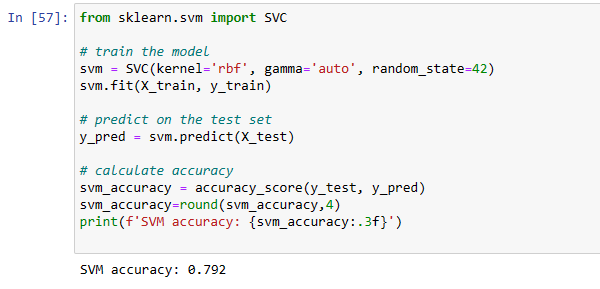 In [57]: from sklearn.svm import SVC
# train the model
svm = SVC(kernel='rbf', gamma='auto', random_state=42)
svm.fit(X_train, y_train)
# predict on the test set
y_pred = svm.predict(X_test)
# calculate accuracy
svm_accuracy = accuracy_score(y_test, y_pred)
svm_accuracy=round(svm_accuracy,4)
print(f'SVM accuracy: {svm_accuracy:.3f}')
SVM accuracy: 0.792